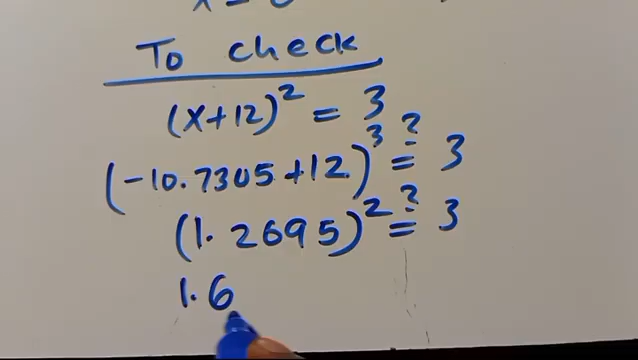 To check
(x+12)² = 3
(-10.7305+12)³ ≟ 3
(1.2695)² ≟ 3
1.6